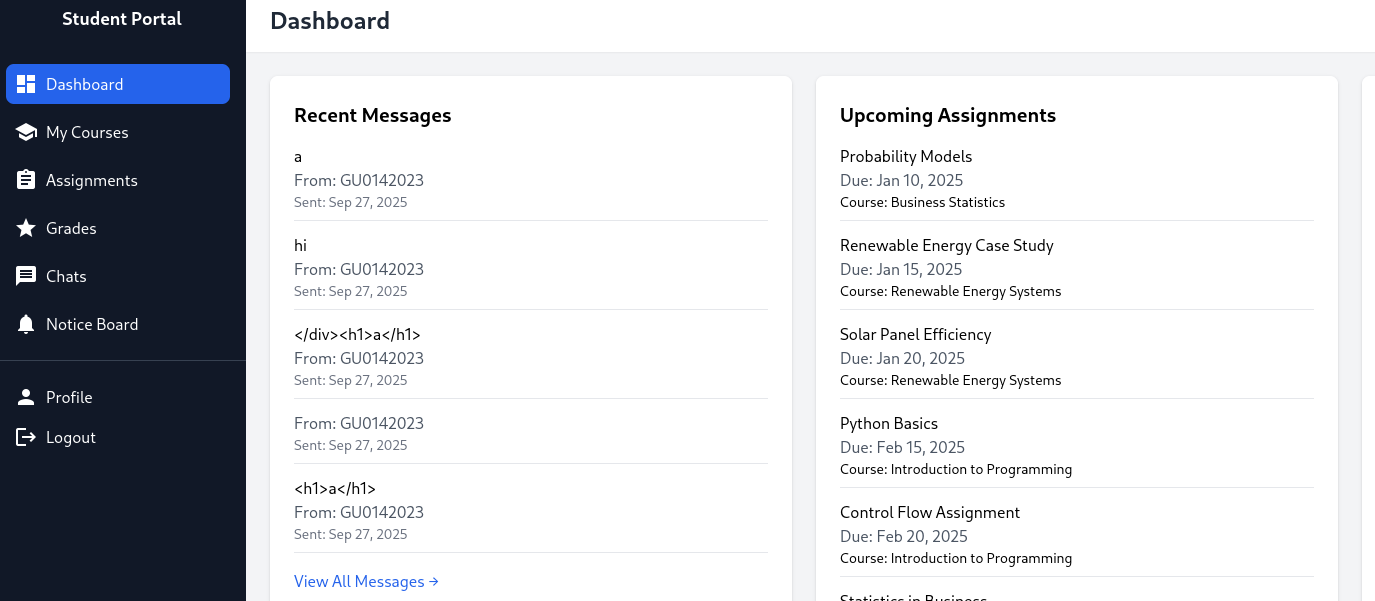 Student Portal
Dashboard
My Courses
Assignments
Grades
Chats
Notice Board
Profile
Logout
Dashboard
Recent Messages
a
From: GU0142023
Sent: Sep 27, 2025
hi
From: GU0142023
Sent: Sep 27, 2025
</div><h1>a</h1>
From: GU0142023
Sent: Sep 27, 2025
From: GU0142023
Sent: Sep 27, 2025
<h1>a</h1>
From: GU0142023
Sent: Sep 27, 2025
View All Messages →
Upcoming Assignments
Probability Models
Due: Jan 10, 2025
Course: Business Statistics
Renewable Energy Case Study
Due: Jan 15, 2025
Course: Renewable Energy Systems
Solar Panel Efficiency
Due: Jan 20, 2025
Course: Renewable Energy Systems
Python Basics
Due: Feb 15, 2025
Course: Introduction to Programming
Control Flow Assignment
Due: Feb 20, 2025
Course: Introduction to Programming
Statistics in Business